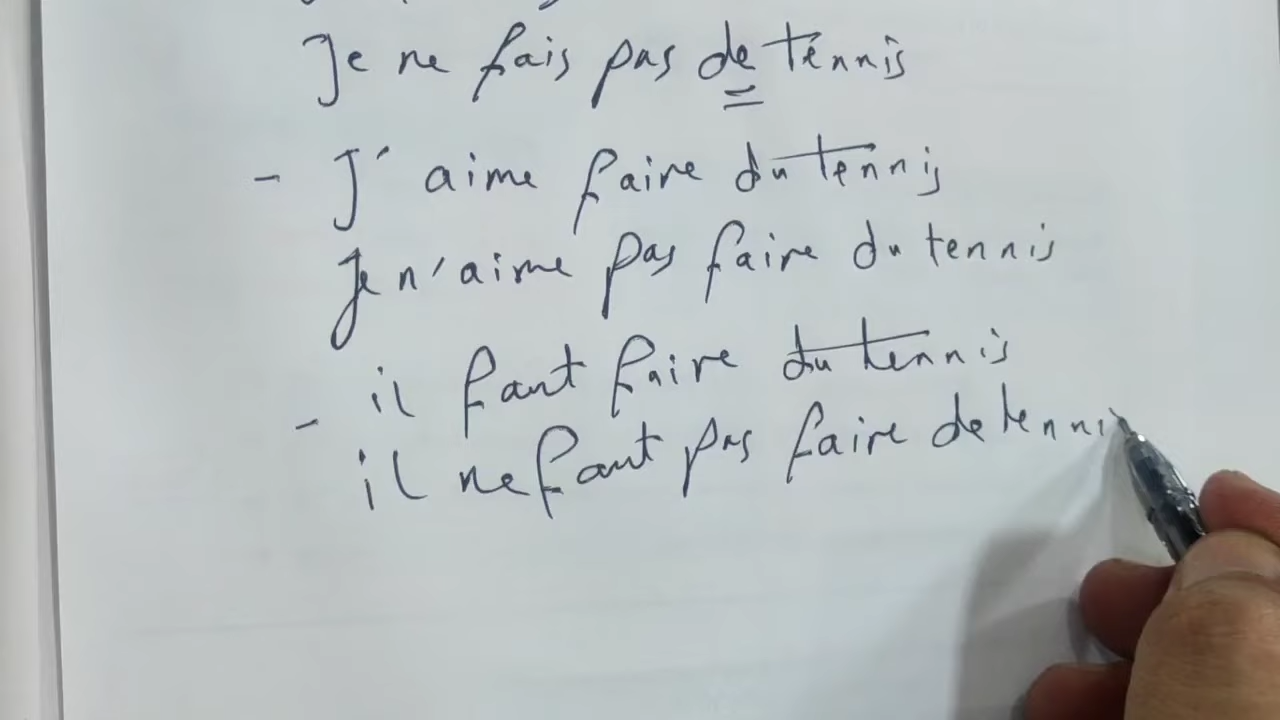 Je ne fais pas de tennis
- J'aime faire du tennis
Je n'aime pas faire du tennis
- il faut faire du tennis
il ne faut pas faire de tennis